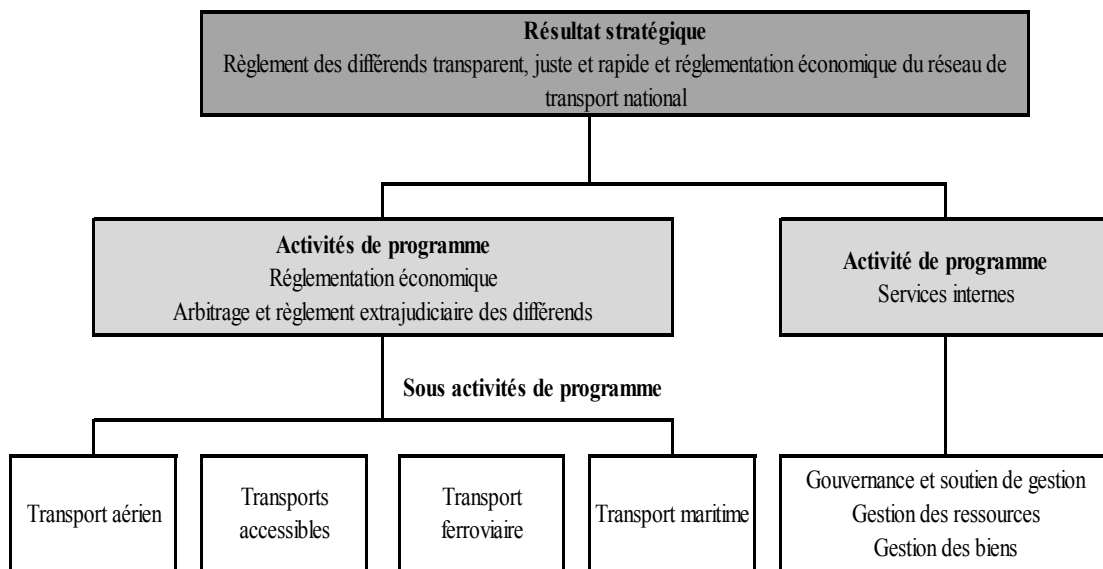 Résultat stratégique
Règlement des différends transparent, juste et rapide et réglementation économique du réseau de
transport national
Activités de programme
Réglementation économique
Arbitrage et règlement extrajudiciaire des différends
Activité de programme
Services internes
Sous activités de programme
Transport aérien
Transports
accessibles
Transport
ferroviaire
Transport maritime
Gouvernance et soutien de gestion
Gestion des ressources
Gestion des biens